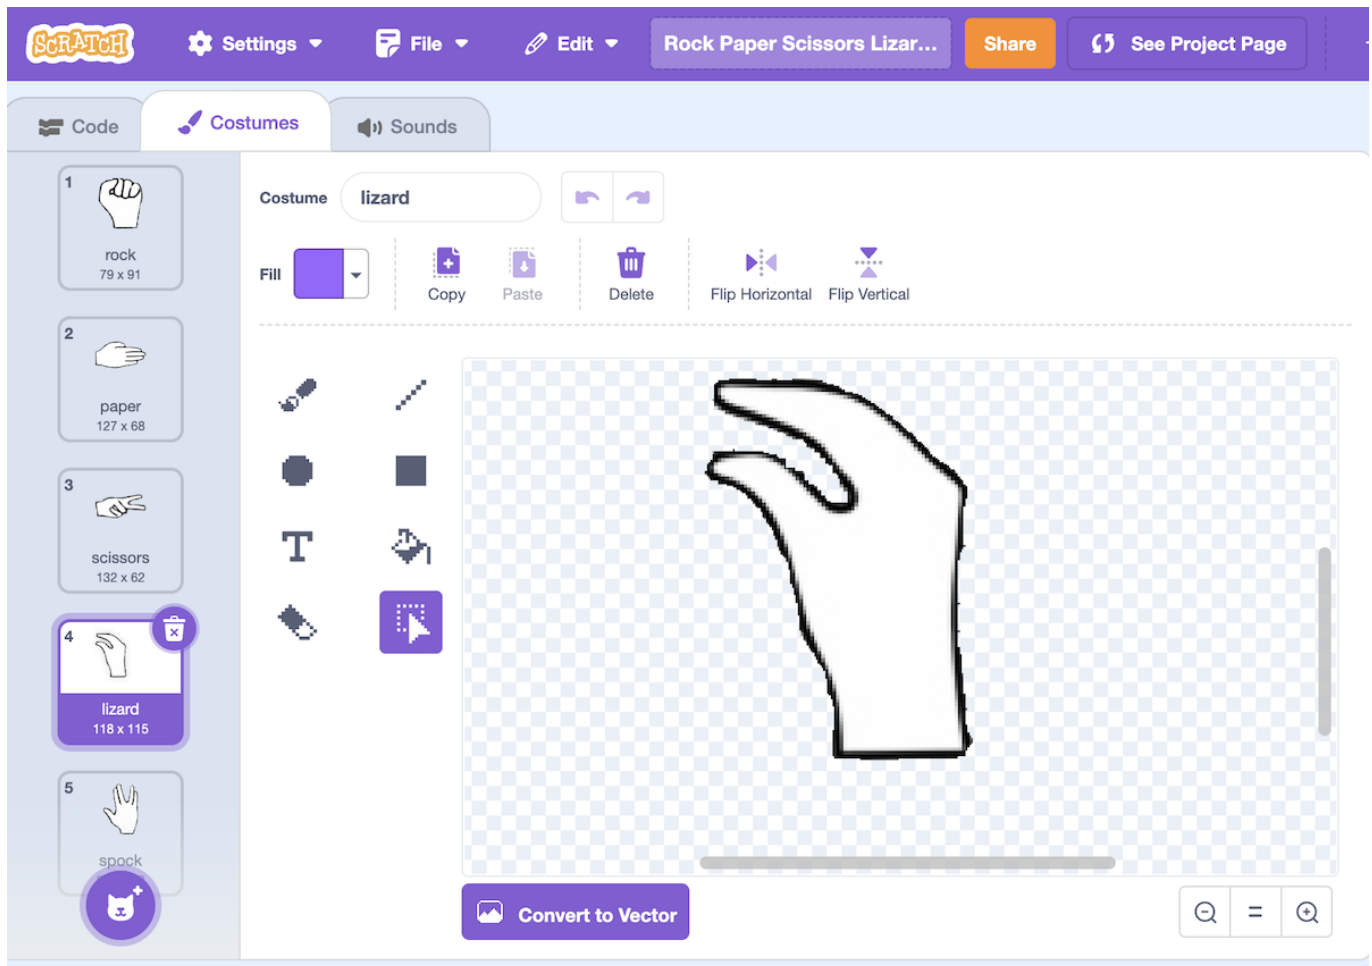 SCRATCH Settings File Edit Rock Paper Scissors Lizar... Share See Project Page
Code Costumes Sounds
1
rock
79 x 91
2
paper
127 x 68
3
scissors
132 x 62
4
lizard
118 x 115
5
spock
Costume lizard
Fill
Copy Paste Delete Flip Horizontal Flip Vertical
T
Convert to Vector